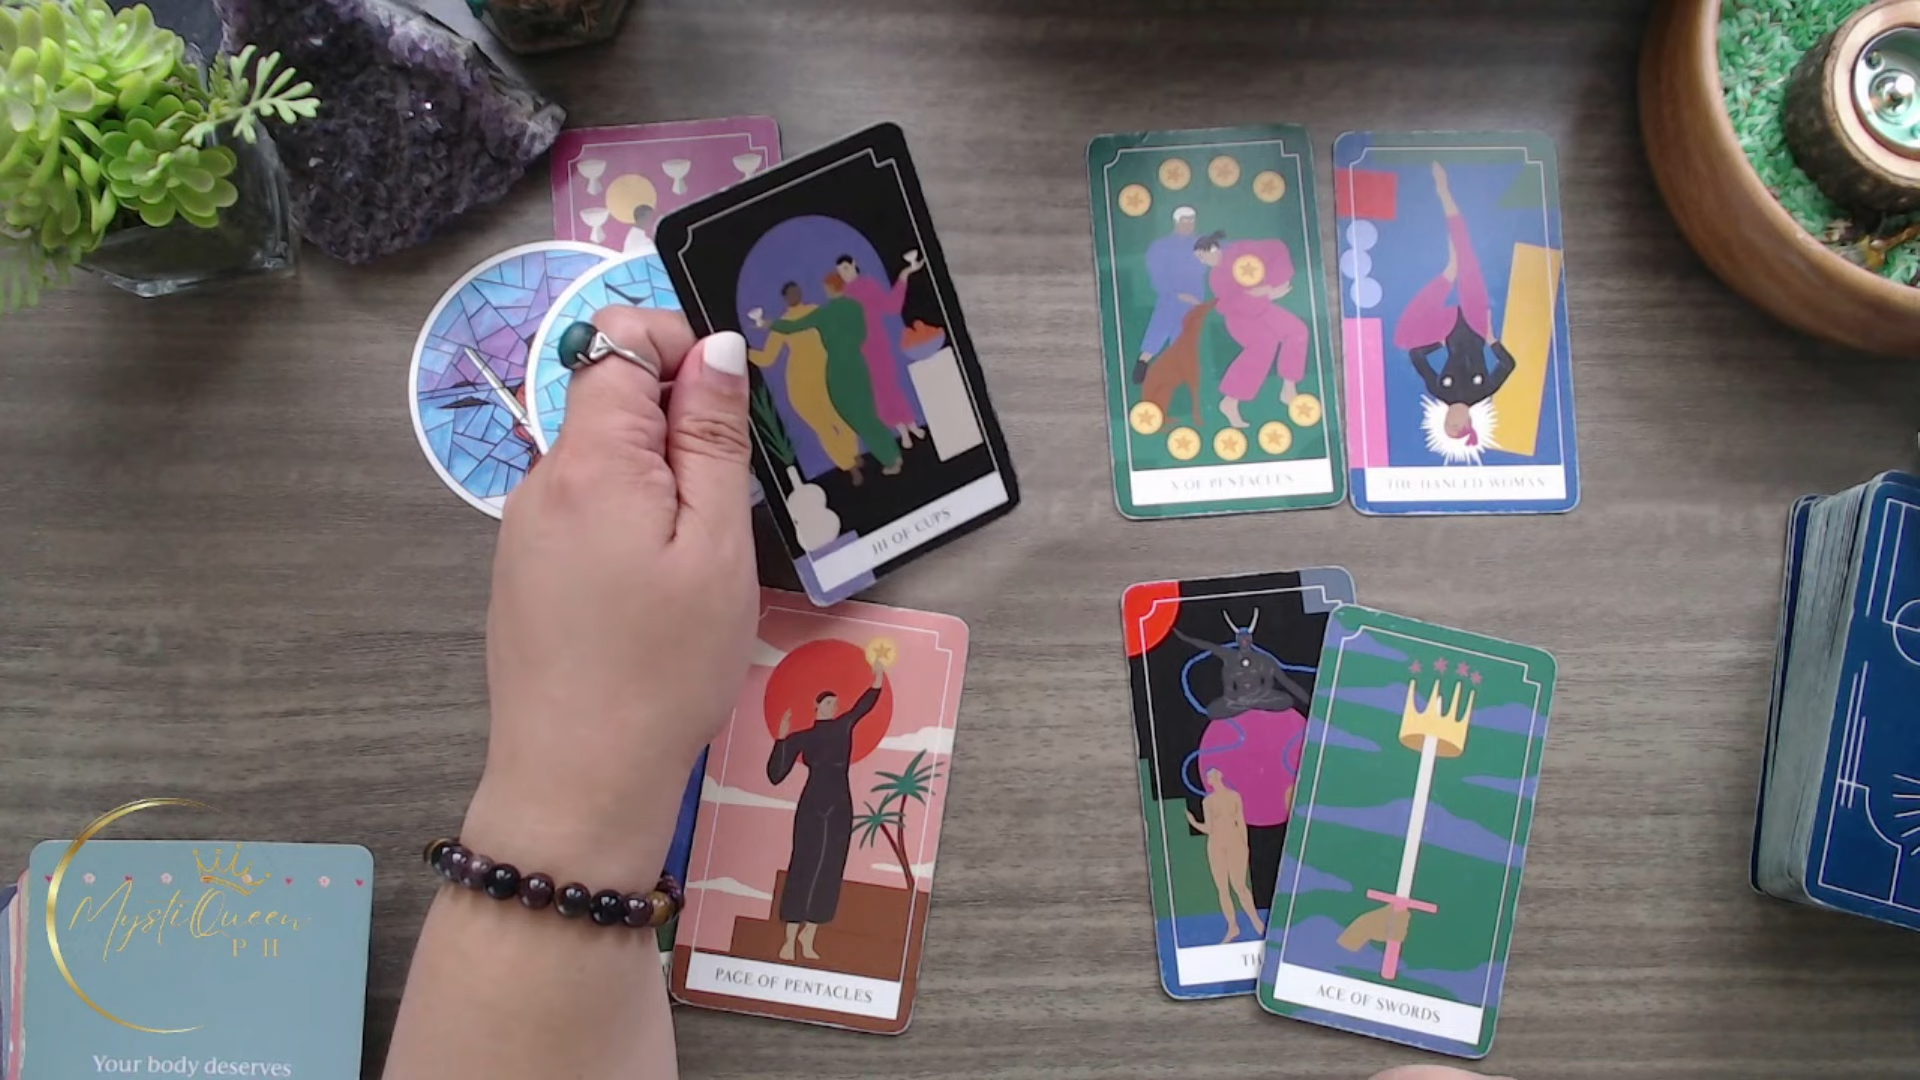 III OF CUPS
X OF PENTACLES
THE HANGED WOMAN
PAGE OF PENTACLES
TH
ACE OF SWORDS
MystiQueen
PH
Your body deserves